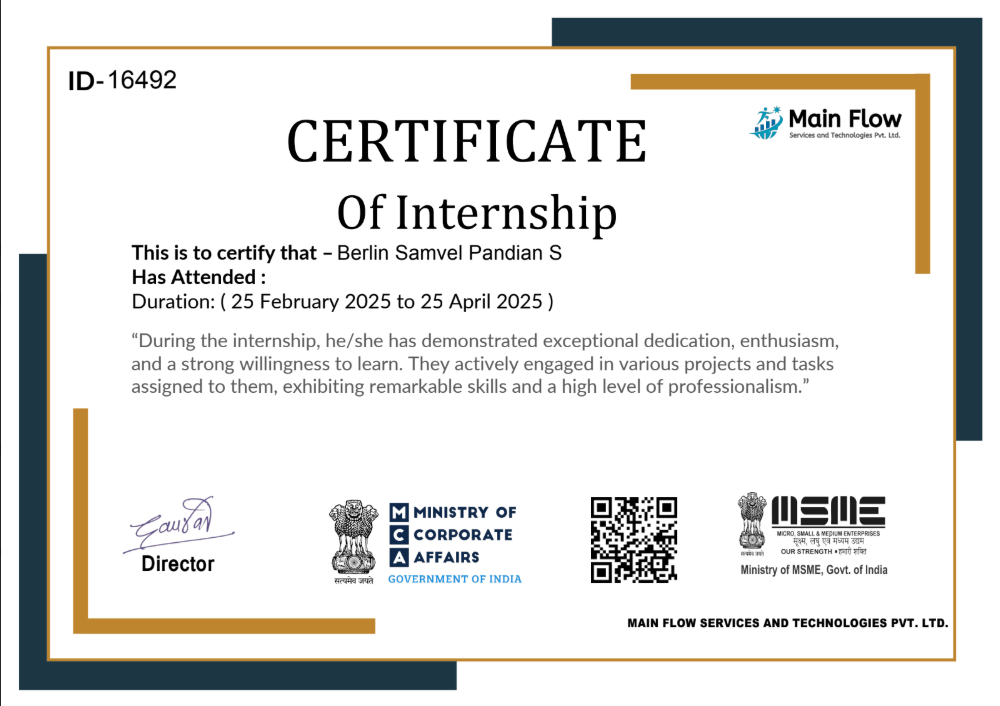 ID-16492
Main Flow
Services and Technologies Pvt. Ltd.
CERTIFICATE
Of Internship
This is to certify that – Berlin Samvel Pandian S
Has Attended :
Duration: ( 25 February 2025 to 25 April 2025 )
“During the internship, he/she has demonstrated exceptional dedication, enthusiasm,
and a strong willingness to learn. They actively engaged in various projects and tasks
assigned to them, exhibiting remarkable skills and a high level of professionalism.”
Gaurav
Director
सत्यमेव जयते
MINISTRY OF
CORPORATE
AFFAIRS
GOVERNMENT OF INDIA
सत्यमेव जयते
MSME
MICRO, SMALL & MEDIUM ENTERPRISES
सूक्ष्म, लघु एवं मध्यम उद्यम
OUR STRENGTH • हमारी शक्ति
Ministry of MSME, Govt. of India
MAIN FLOW SERVICES AND TECHNOLOGIES PVT. LTD.